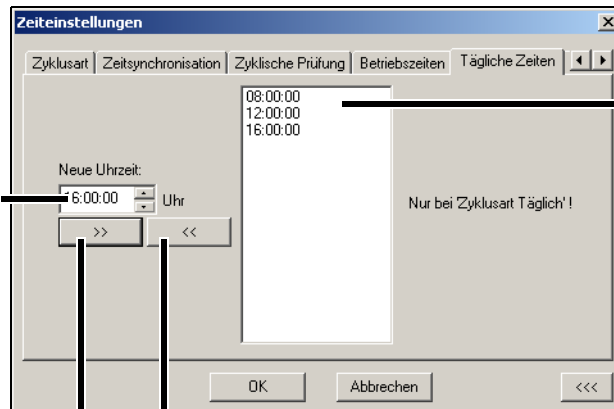 Zeiteinstellungen
Zyklusart Zeitsynchronisation Zyklische Prüfung Betriebszeiten Tägliche Zeiten
08:00:00
12:00:00
16:00:00
Neue Uhrzeit:
16:00:00 Uhr
>> <<
Nur bei 'Zyklusart Täglich' !
OK Abbrechen <<<